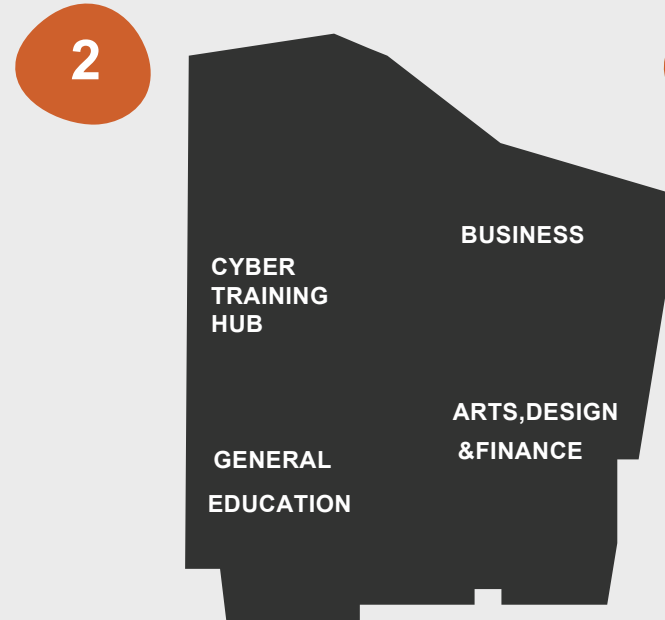 2
BUSINESS
CYBER
TRAINING
HUB
ARTS,DESIGN
&FINANCE
GENERAL
EDUCATION